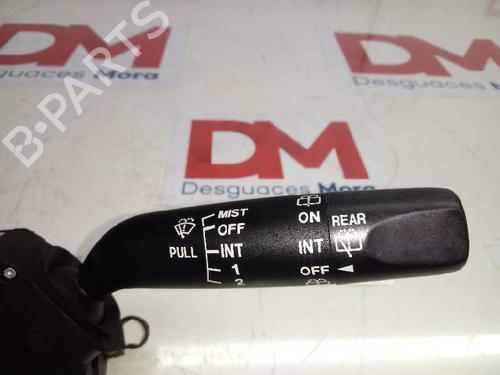 DM
Desguaces Mora
DM
Desguaces Mora
DM
Desguaces Mora
B-PARTS
MIST
OFF
PULL
INT
1
2
ON
REAR
INT
OFF